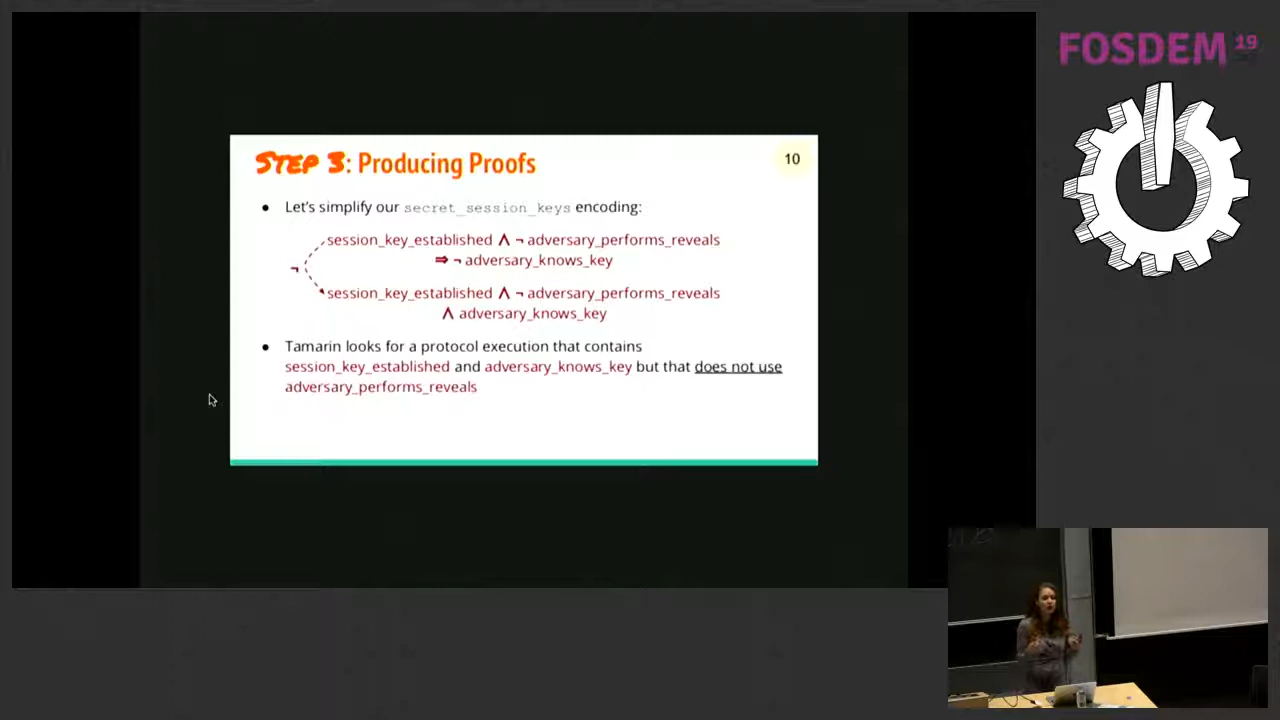 FOSDEM 19
STEP 3: Producing Proofs
10
● Let's simplify our secret_session_keys encoding:
session_key_established ∧ ¬ adversary_performs_reveals
⇒ ¬ adversary_knows_key
¬
session_key_established ∧ ¬ adversary_performs_reveals
∧ adversary_knows_key
● Tamarin looks for a protocol execution that contains
session_key_established and adversary_knows_key but that does not use
adversary_performs_reveals